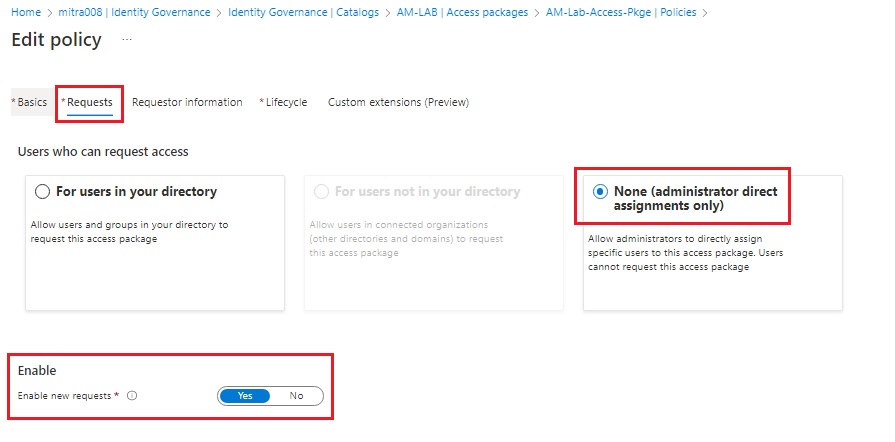 Home > mitra008 | Identity Governance > Identity Governance | Catalogs > AM-LAB | Access packages > AM-Lab-Access-Pkge | Policies >
Edit policy ...
* Basics * Requests Requestor information * Lifecycle Custom extensions (Preview)
Users who can request access
For users in your directory
Allow users and groups in your directory to
request this access package
For users not in your directory
Allow users in connected organizations
(other directories and domains) to request
this access package
None (administrator direct
assignments only)
Allow administrators to directly assign
specific users to this access package. Users
cannot request this access package
Enable
Enable new requests * Yes No